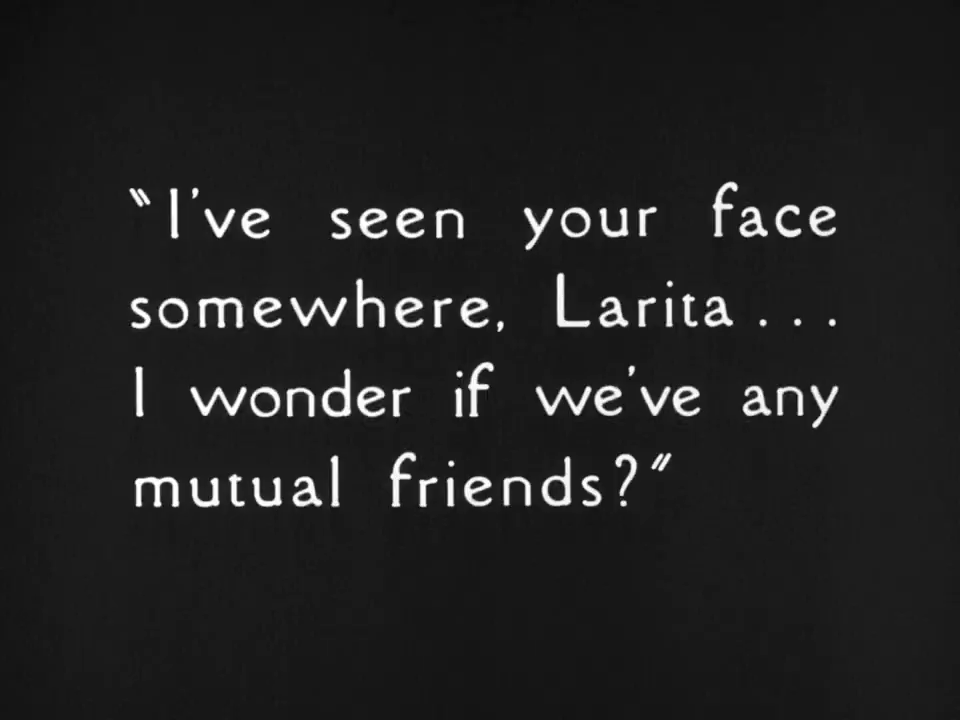 "I've seen your face
somewhere, Larita...
I wonder if we've any
mutual friends?"